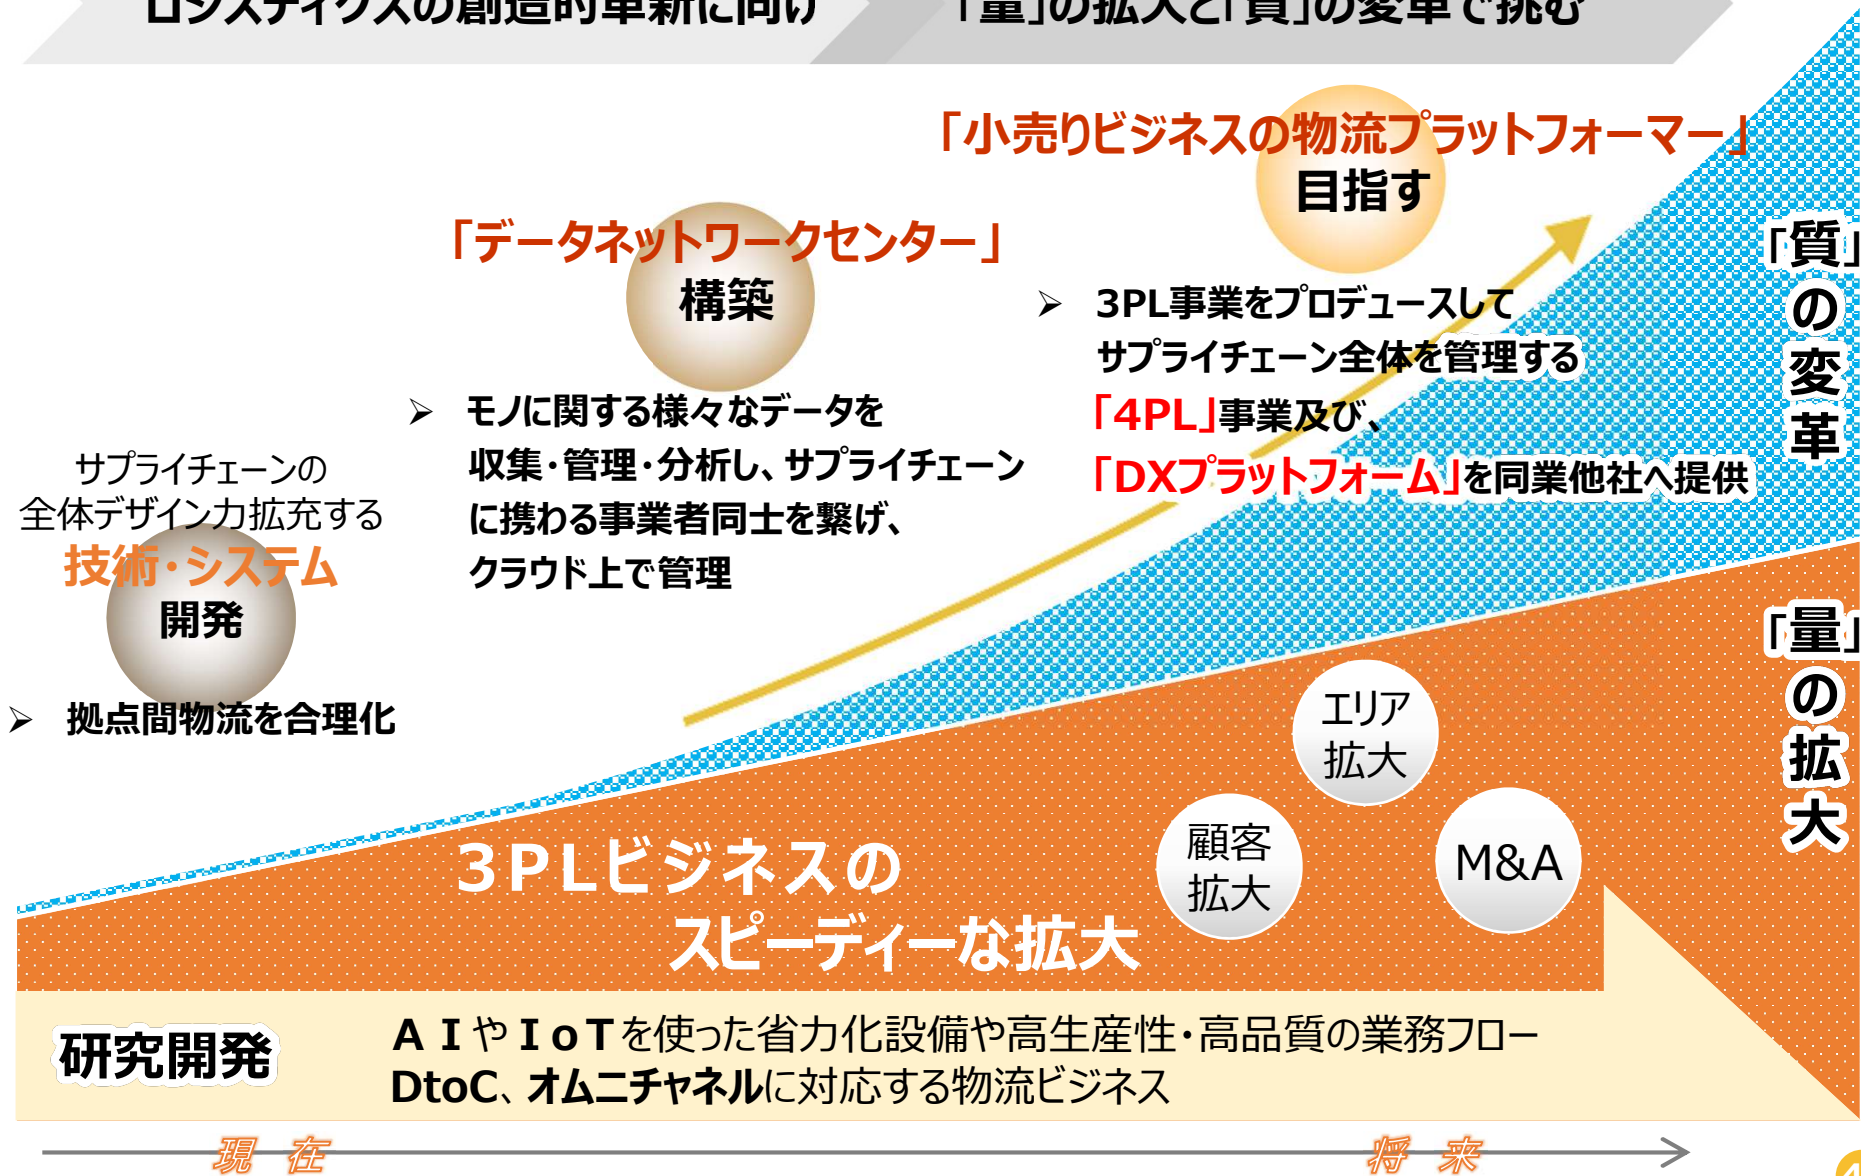 ロジスティクスの創造的革新に向け
「量」の拡大と「質」の変革で挑む
「小売りビジネスの物流プラットフォーマー」
目指す
「データネットワークセンター」
構築
➢ 3PL事業をプロデュースして
サプライチェーン全体を管理する
「4PL」事業及び、
「DXプラットフォーム」を同業他社へ提供
➢ モノに関する様々なデータを
収集・管理・分析し、サプライチェーン
に携わる事業者同士を繋げ、
クラウド上で管理
サプライチェーンの
全体デザイン力拡充する
技術・システム
開発
➢ 拠点間物流を合理化
「質」
の
変
革
「量」
の
拡
大
エリア
拡大
顧客
拡大
M&A
3PLビジネスの
スピーディーな拡大
研究開発
AIやIoTを使った省力化設備や高生産性・高品質の業務フロー
DtoC、オムニチャネルに対応する物流ビジネス
現 在
将 来